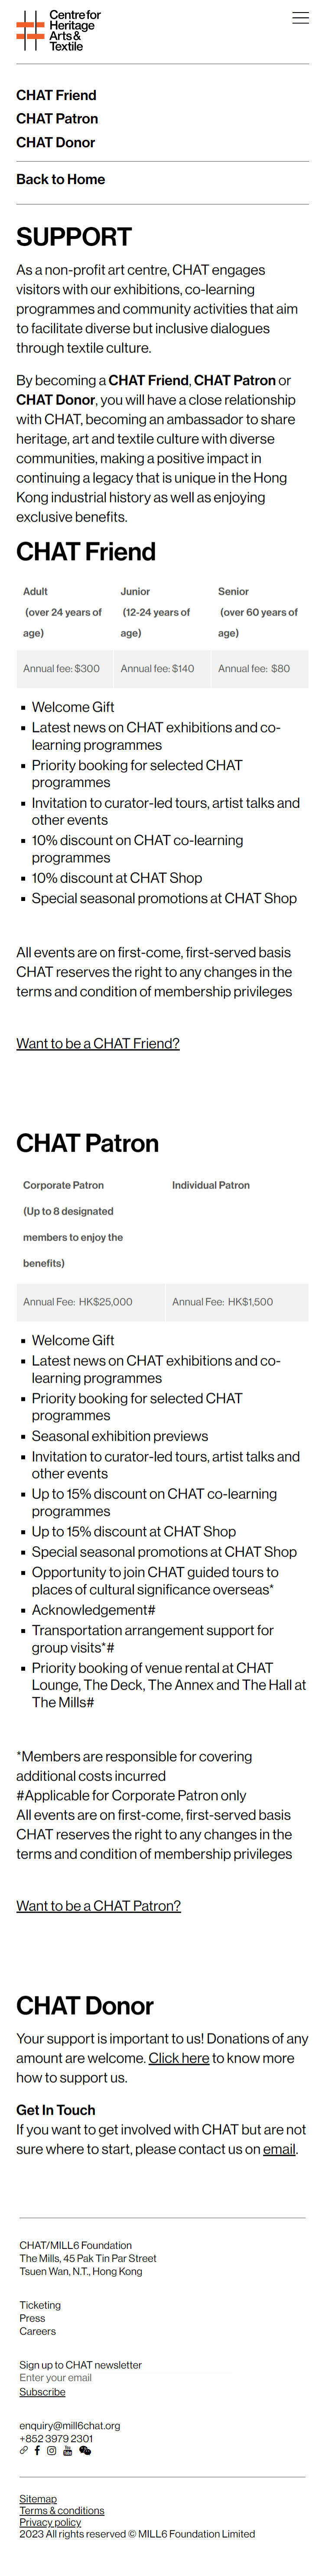 Centre for
Heritage
Arts &
Textile
CHAT Friend
CHAT Patron
CHAT Donor
Back to Home
SUPPORT
As a non-profit art centre, CHAT engages
visitors with our exhibitions, co-learning
programmes and community activities that aim
to facilitate diverse but inclusive dialogues
through textile culture.
By becoming a CHAT Friend, CHAT Patron or
CHAT Donor, you will have a close relationship
with CHAT, becoming an ambassador to share
heritage, art and textile culture with diverse
communities, making a positive impact in
continuing a legacy that is unique in the Hong
Kong industrial history as well as enjoying
exclusive benefits.
CHAT Friend
Adult
(over 24 years of
age)
Junior
(12-24 years of
age)
Senior
(over 60 years of
age)
Annual fee: $300
Annual fee: $140
Annual fee: $80
▪ Welcome Gift
▪ Latest news on CHAT exhibitions and co-
learning programmes
▪ Priority booking for selected CHAT
programmes
▪ Invitation to curator-led tours, artist talks and
other events
▪ 10% discount on CHAT co-learning
programmes
▪ 10% discount at CHAT Shop
▪ Special seasonal promotions at CHAT Shop
All events are on first-come, first-served basis
CHAT reserves the right to any changes in the
terms and condition of membership privileges
Want to be a CHAT Friend?
CHAT Patron
Corporate Patron
(Up to 8 designated
members to enjoy the
benefits)
Individual Patron
Annual Fee: HK$25,000
Annual Fee: HK$1,500
▪ Welcome Gift
▪ Latest news on CHAT exhibitions and co-
learning programmes
▪ Priority booking for selected CHAT
programmes
▪ Seasonal exhibition previews
▪ Invitation to curator-led tours, artist talks and
other events
▪ Up to 15% discount on CHAT co-learning
programmes
▪ Up to 15% discount at CHAT Shop
▪ Special seasonal promotions at CHAT Shop
▪ Opportunity to join CHAT guided tours to
places of cultural significance overseas*
▪ Acknowledgement#
▪ Transportation arrangement support for
group visits*#
▪ Priority booking of venue rental at CHAT
Lounge, The Deck, The Annex and The Hall at
The Mills#
*Members are responsible for covering
additional costs incurred
#Applicable for Corporate Patron only
All events are on first-come, first-served basis
CHAT reserves the right to any changes in the
terms and condition of membership privileges
Want to be a CHAT Patron?
CHAT Donor
Your support is important to us! Donations of any
amount are welcome. Click here to know more
how to support us.
Get In Touch
If you want to get involved with CHAT but are not
sure where to start, please contact us on email.
CHAT/MILL6 Foundation
The Mills, 45 Pak Tin Par Street
Tsuen Wan, N.T., Hong Kong
Ticketing
Press
Careers
Sign up to CHAT newsletter
Enter your email
Subscribe
enquiry@mill6chat.org
+852 3979 2301
Sitemap
Terms & conditions
Privacy policy
2023 All rights reserved © MILL6 Foundation Limited